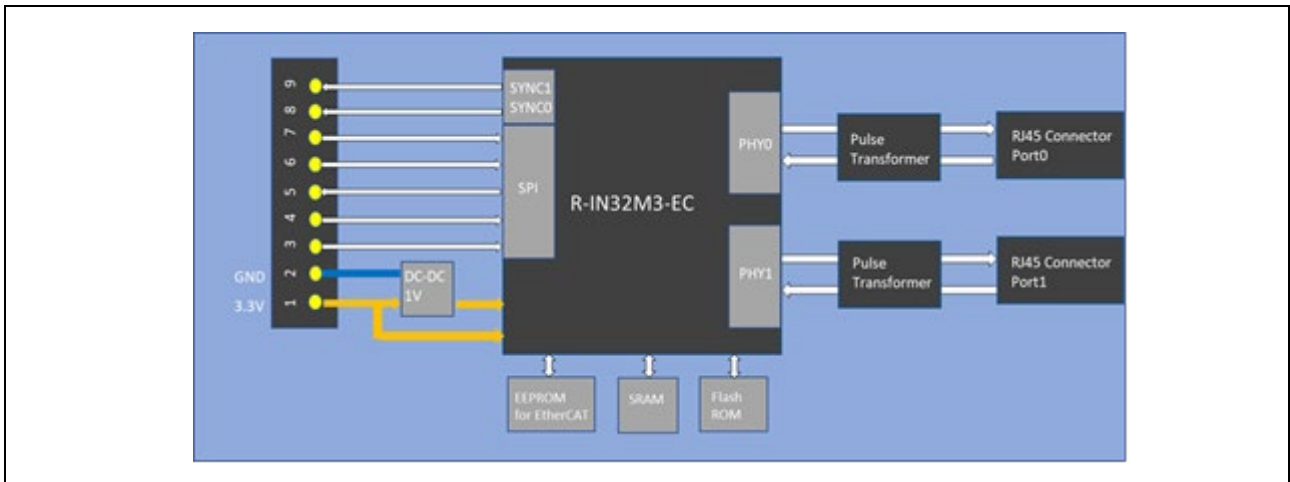 9
8
7
6
5
4
3
2
1
GND
3.3V
DC-DC
1V
SYNC1
SYNC0
SPI
R-IN32M3-EC
PHY0
PHY1
Pulse
Transformer
RJ45 Connector
Port0
Pulse
Transformer
RJ45 Connector
Port1
EEPROM
for EtherCAT
SRAM
Flash
ROM